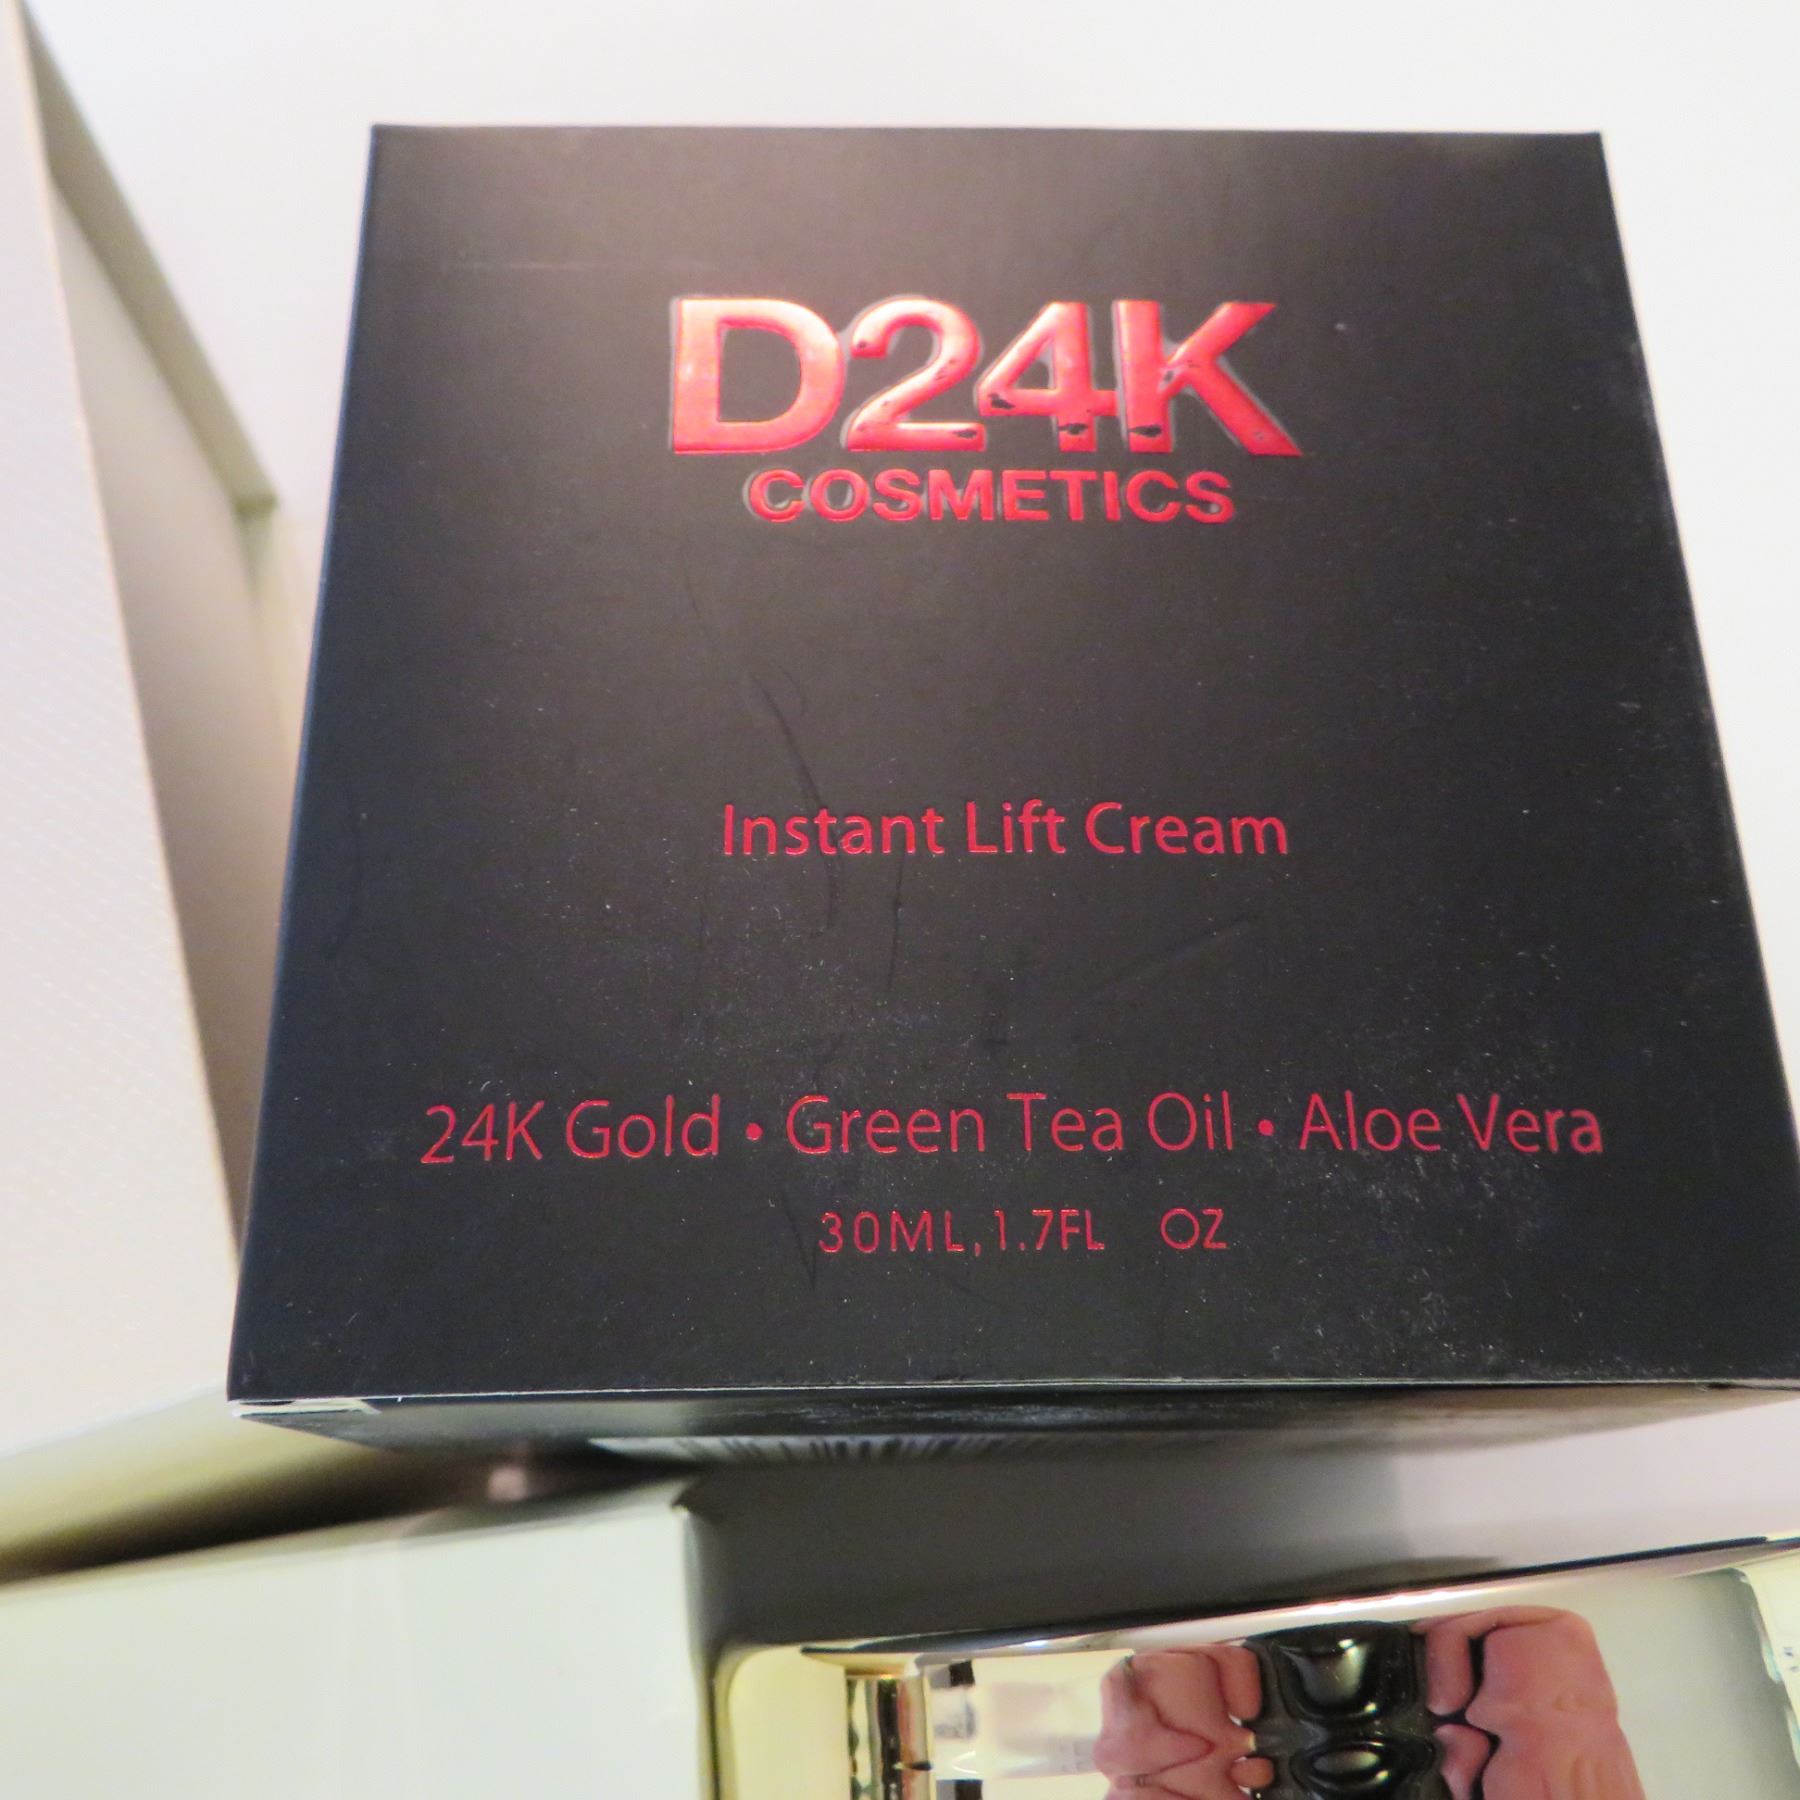 D24K
COSMETICS
Instant Lift Cream
24K Gold • Green Tea Oil • Aloe Vera
30ML,1.7FL OZ